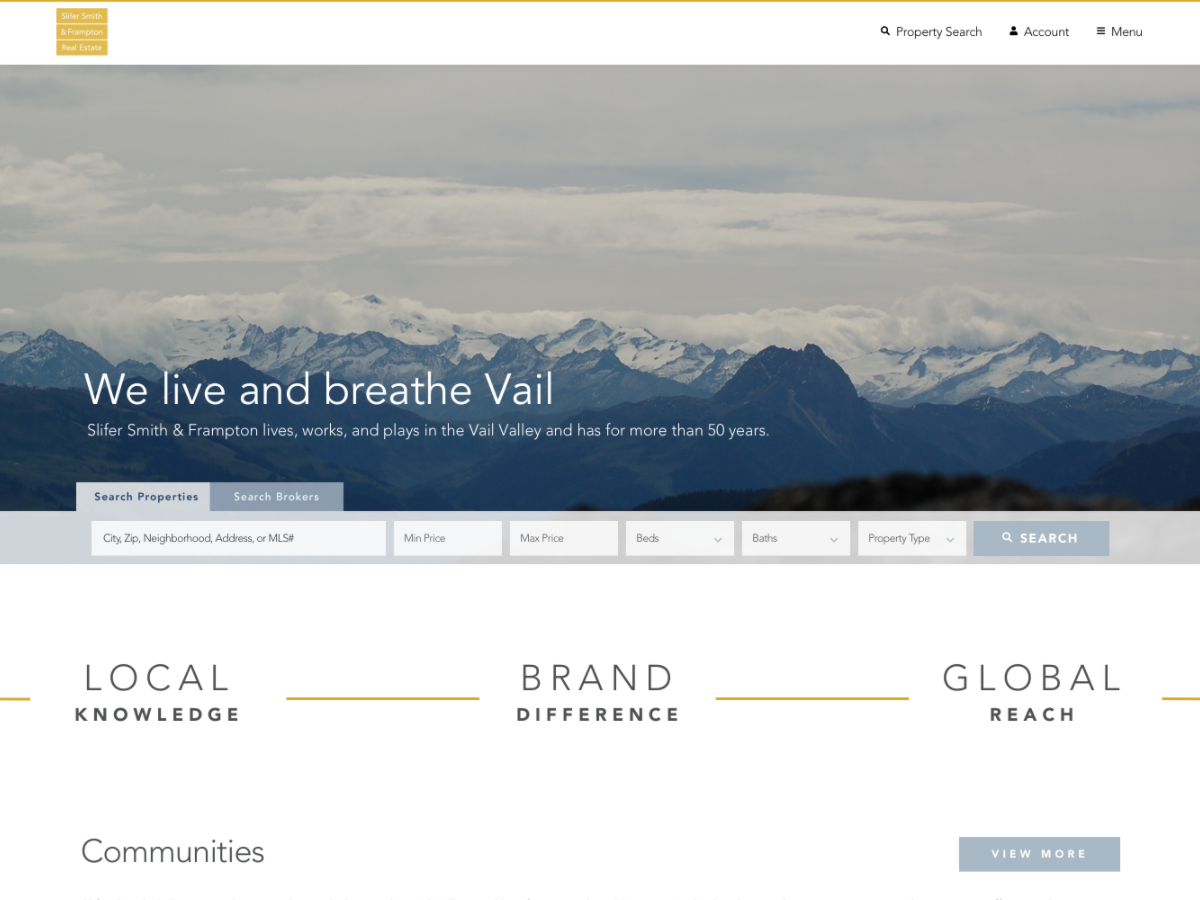 Slifer Smith
& Frampton
Real Estate
Property Search
Account
Menu
We live and breathe Vail
Slifer Smith & Frampton lives, works, and plays in the Vail Valley and has for more than 50 years.
Search Properties
Search Brokers
City, Zip, Neighborhood, Address, or MLS#
Min Price
Max Price
Beds
Baths
Property Type
SEARCH
LOCAL
KNOWLEDGE
BRAND
DIFFERENCE
GLOBAL
REACH
Communities
VIEW MORE